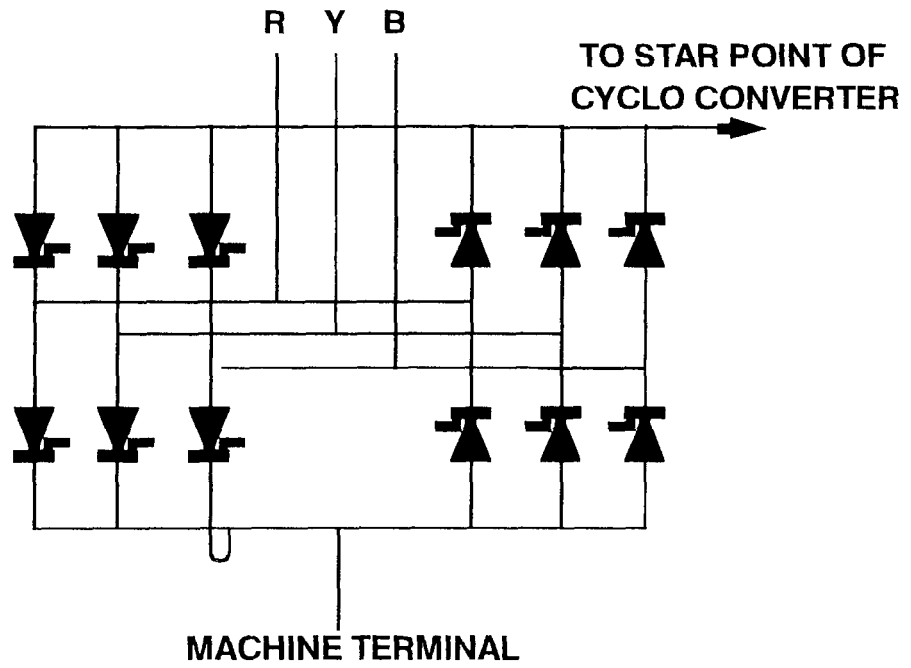 R Y B
TO STAR POINT OF
CYCLO CONVERTER
MACHINE TERMINAL